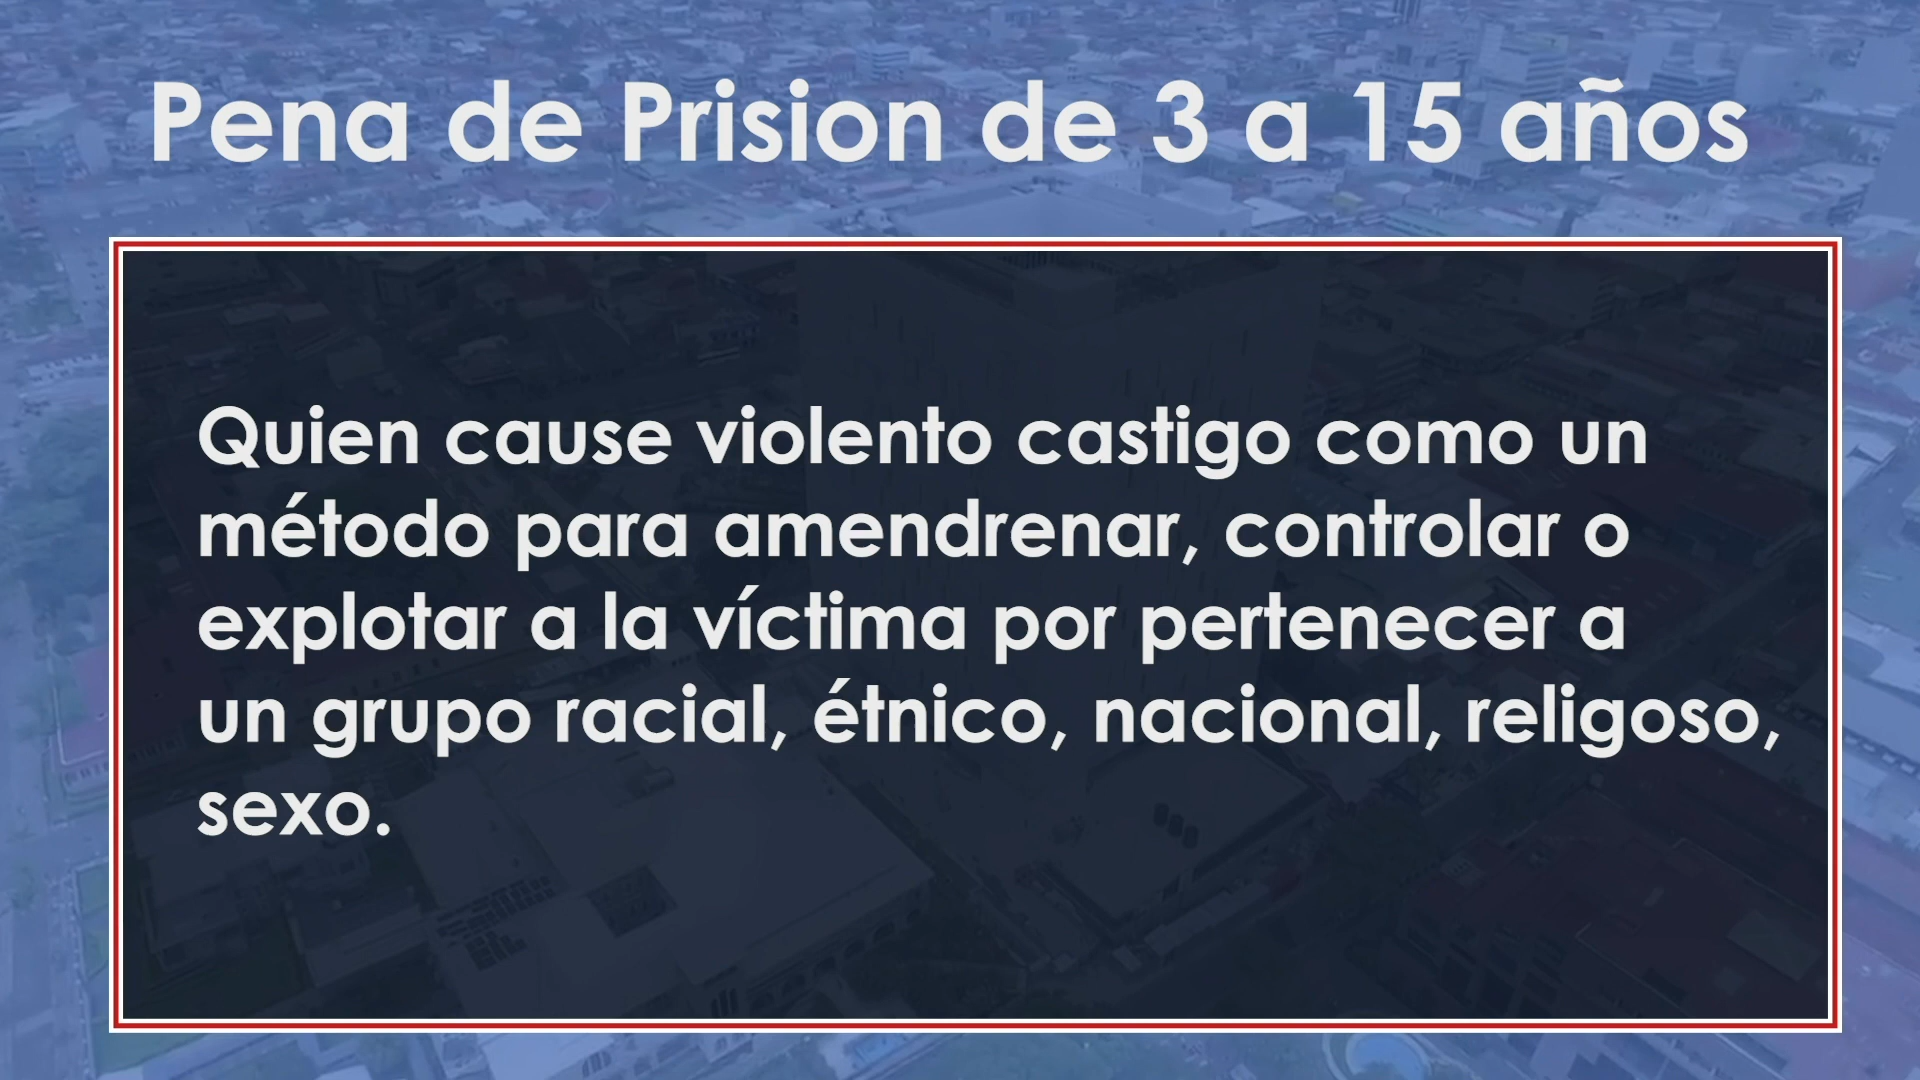 Pena de Prision de 3 a 15 años
Quien cause violento castigo como un
método para amendrenar, controlar o
explotar a la víctima por pertenecer a
un grupo racial, étnico, nacional, religoso,
sexo.